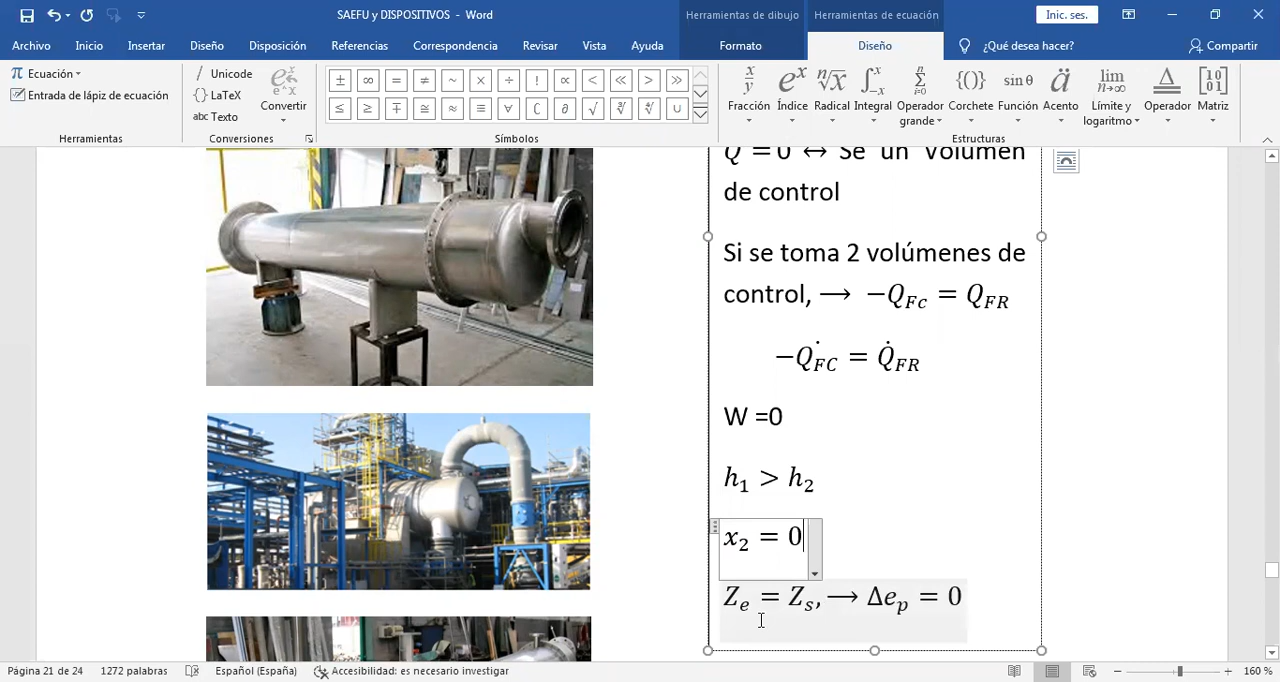 SAEFU y DISPOSITIVOS - Word
Herramientas de dibujo
Herramientas de ecuación
Inic. ses.
Archivo Inicio Insertar Diseño Disposición Referencias Correspondencia Revisar Vista Ayuda Formato Diseño ¿Qué desea hacer? Compartir
Ecuación
Entrada de lápiz de ecuación
Herramientas
Unicode
{} LaTeX
abc Texto
Convertir
Conversiones
± ∞ = ≠ ~ × ÷ ! ∝ < ≪ > ≫
≤ ≥ ∓ ≅ ≈ ≡ ∀ ∁ ∂ √ ∛ ∜ ∪
Símbolos
Fracción Índice Radical Integral Operador grande Corchete Función Acento Límite y logaritmo Operador Matriz
Estructuras
Q = 0 ↔ Se un Volumen
de control
Si se toma 2 volúmenes de
control, ⟶ −Q_Fc = Q_FR
−Q̇_FC = Q̇_FR
W =0
h₁ > h₂
x₂ = 0
Z_e = Z_s, ⟶ Δe_p = 0
Página 21 de 24 1272 palabras Español (España) Accesibilidad: es necesario investigar 160 %